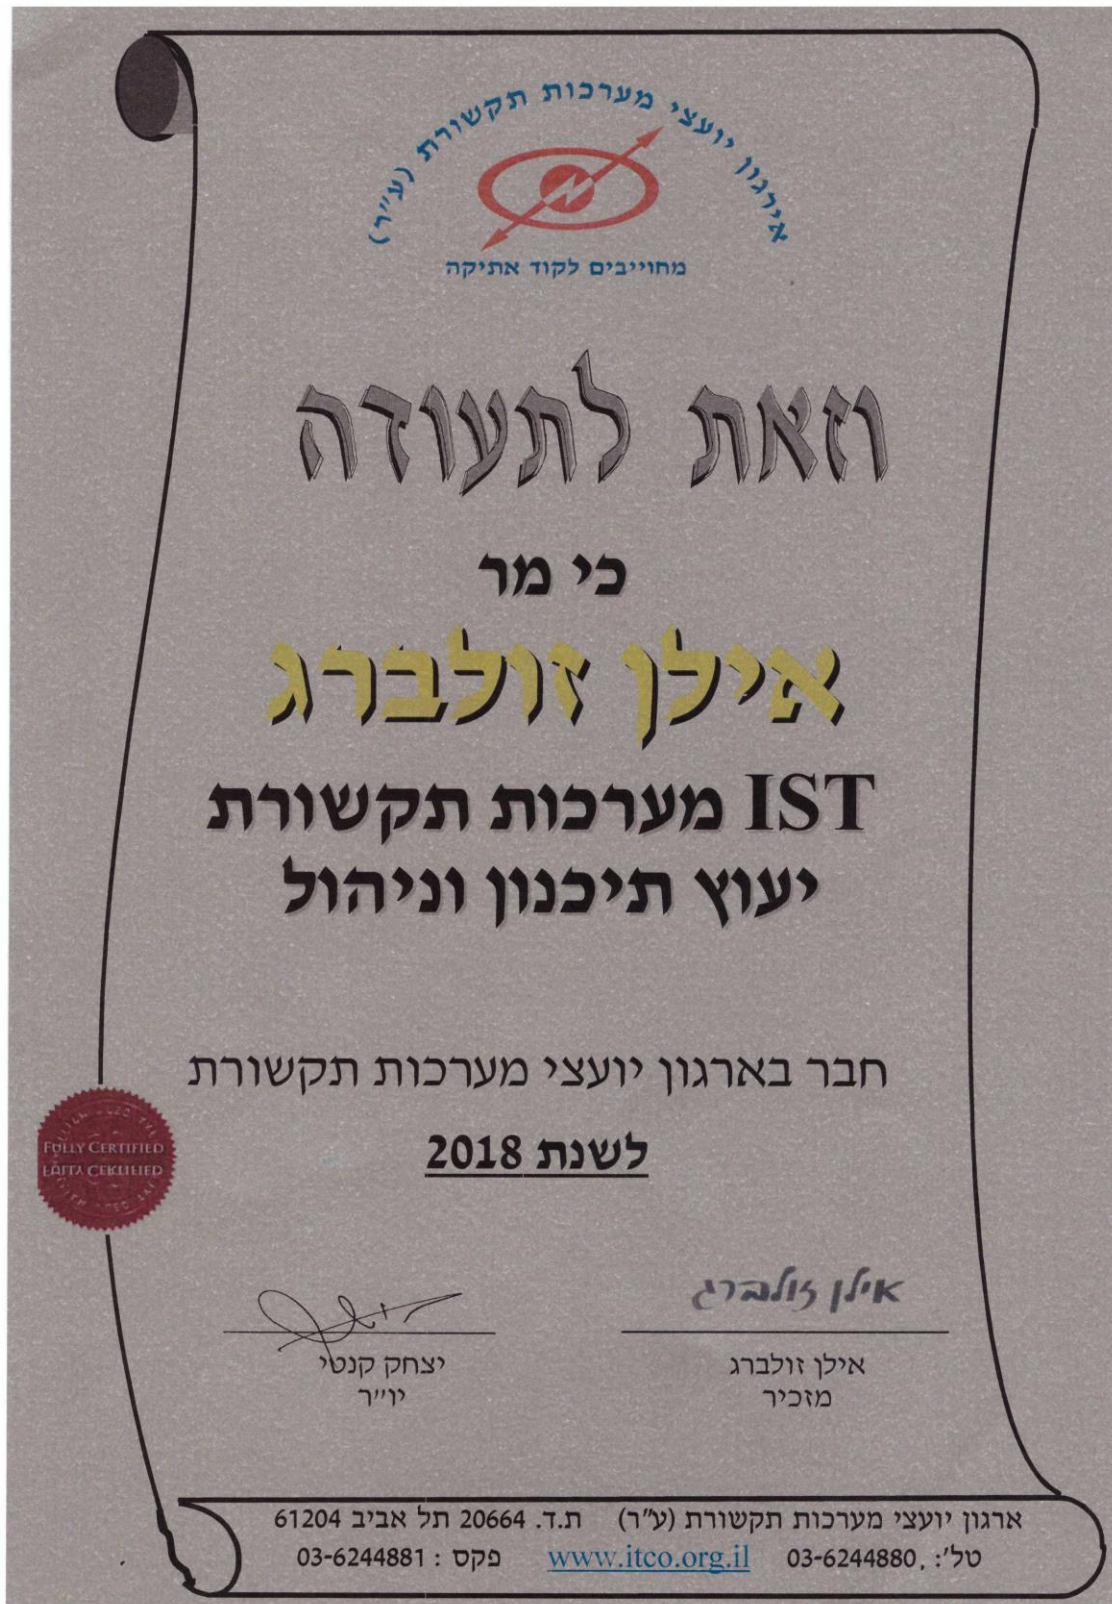 אירגון יועצי מערכות תקשורת (ע״ר)
מחוייבים לקוד אתיקה
וזאת לתעודה
כי מר
אילן זולברג
IST מערכות תקשורת
יעוץ תיכנון וניהול
חבר בארגון יועצי מערכות תקשורת
לשנת 2018
FULLY CERTIFIED
אילן זולברג
אילן זולברג יצחק קנטי
מזכיר יו״ר
ארגון יועצי מערכות תקשורת (ע״ר) ת.ד. 20664 תל אביב 61204
טל': ,03-6244880 www.itco.org.il פקס : 03-6244881